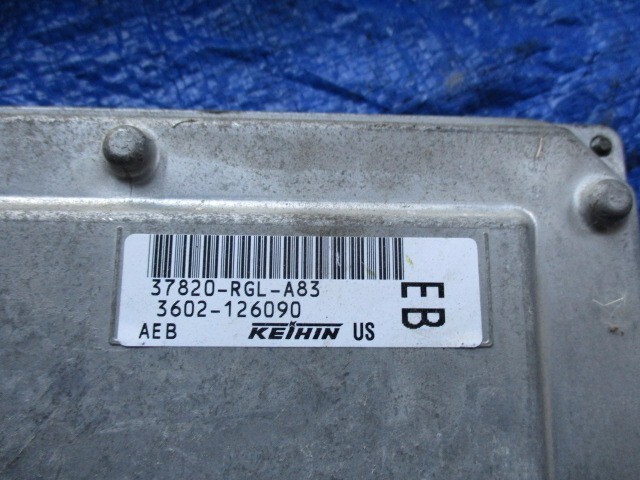 37820-RGL-A83
3602-126090
AEB KEIHIN US
EB